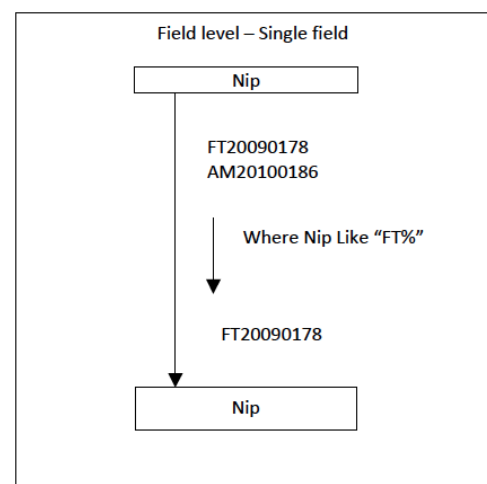 Field level – Single field
Nip
FT20090178
AM20100186
Where Nip Like “FT%”
FT20090178
Nip